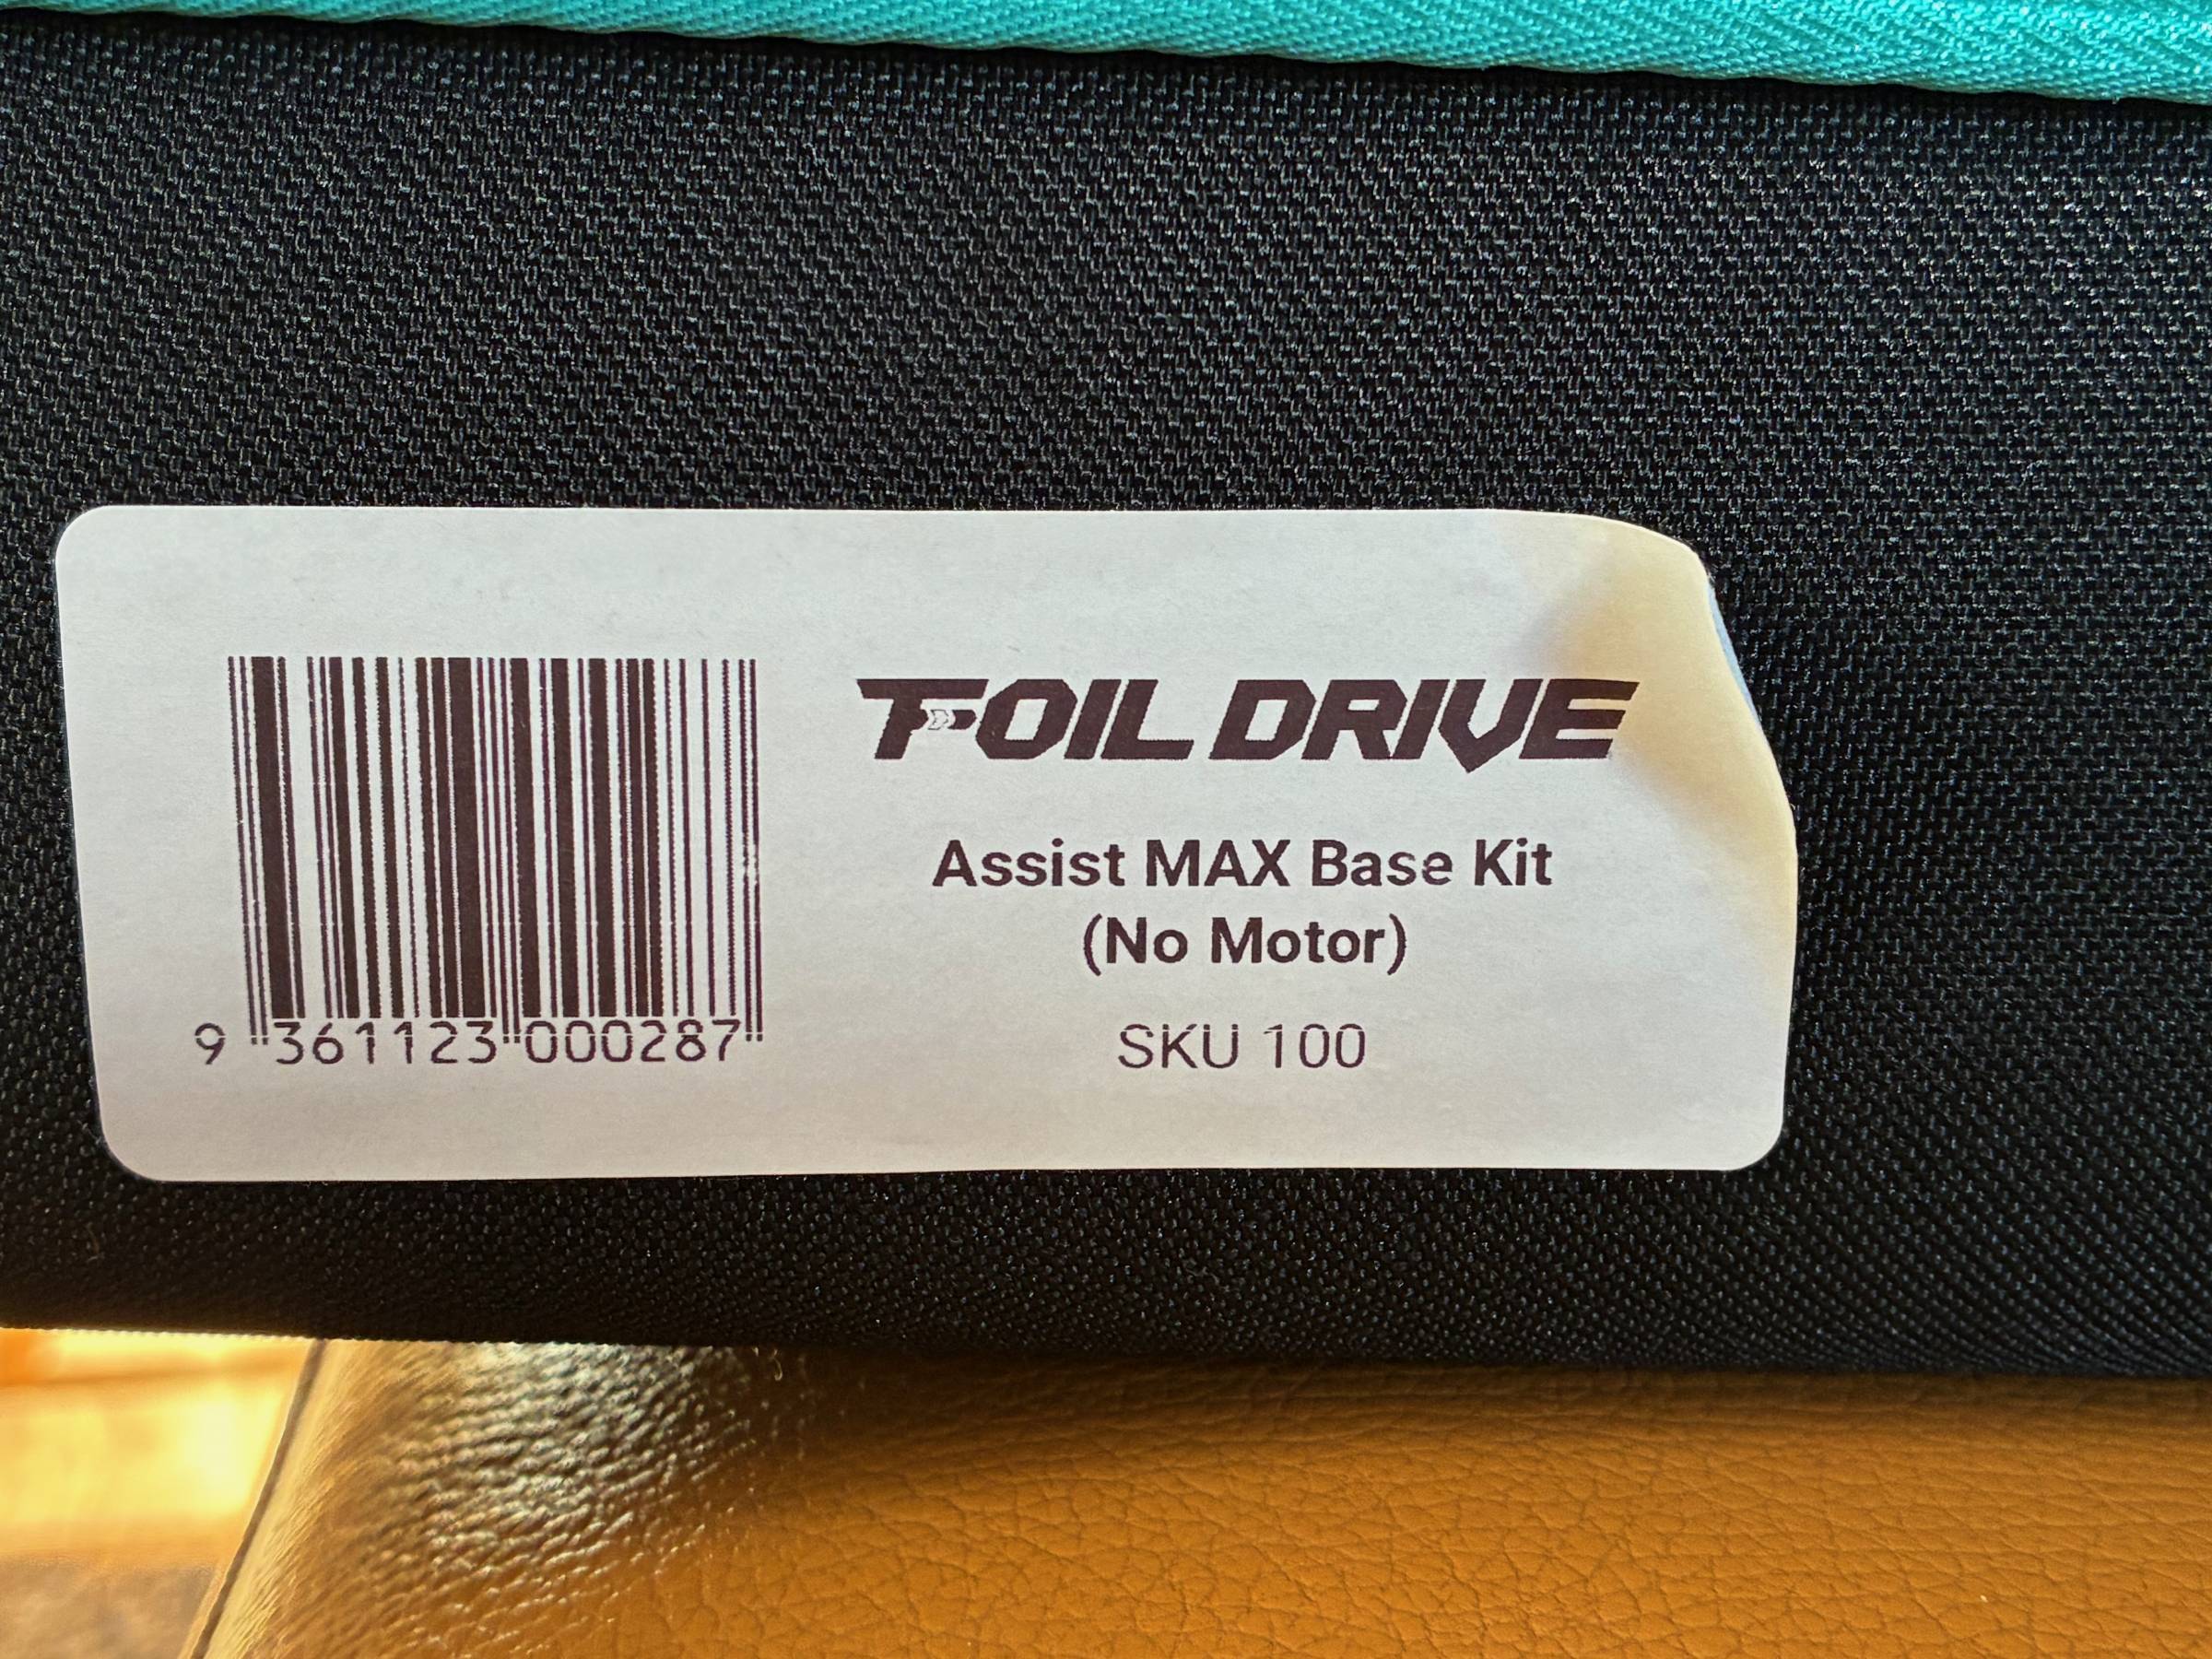 FOIL DRIVE
Assist MAX Base Kit
(No Motor)
SKU 100
9 361123 000287